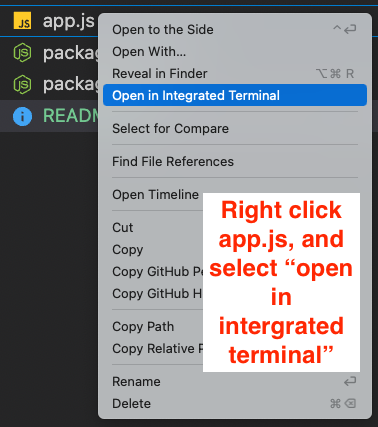 JS app.js
Open to the Side ^↩
packag
Open With...
packa
Reveal in Finder ⌥⌘ R
Open in Integrated Terminal
READM
Select for Compare
Find File References
Open Timeline
Cut
Copy
Copy GitHub Pe
Copy GitHub H
Copy Path
Copy Relative P
Rename ↩
Delete ⌘⌫
Right click
app.js, and
select “open
in
intergrated
terminal”